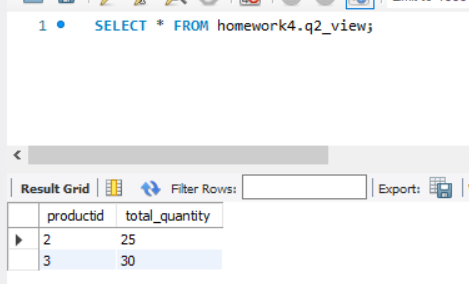 1 SELECT * FROM homework4.q2_view;
Result Grid Filter Rows: Export:
productid total_quantity
2 25
3 30